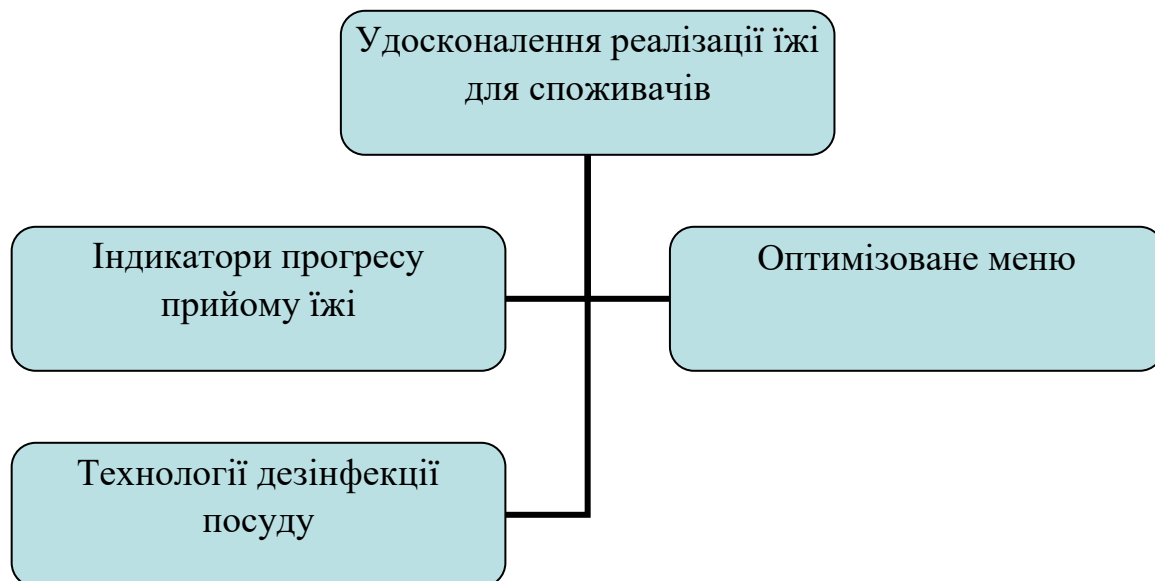 Удосконалення реалізації їжі
для споживачів
Індикатори прогресу
прийому їжі
Оптимізоване меню
Технології дезінфекції
посуду